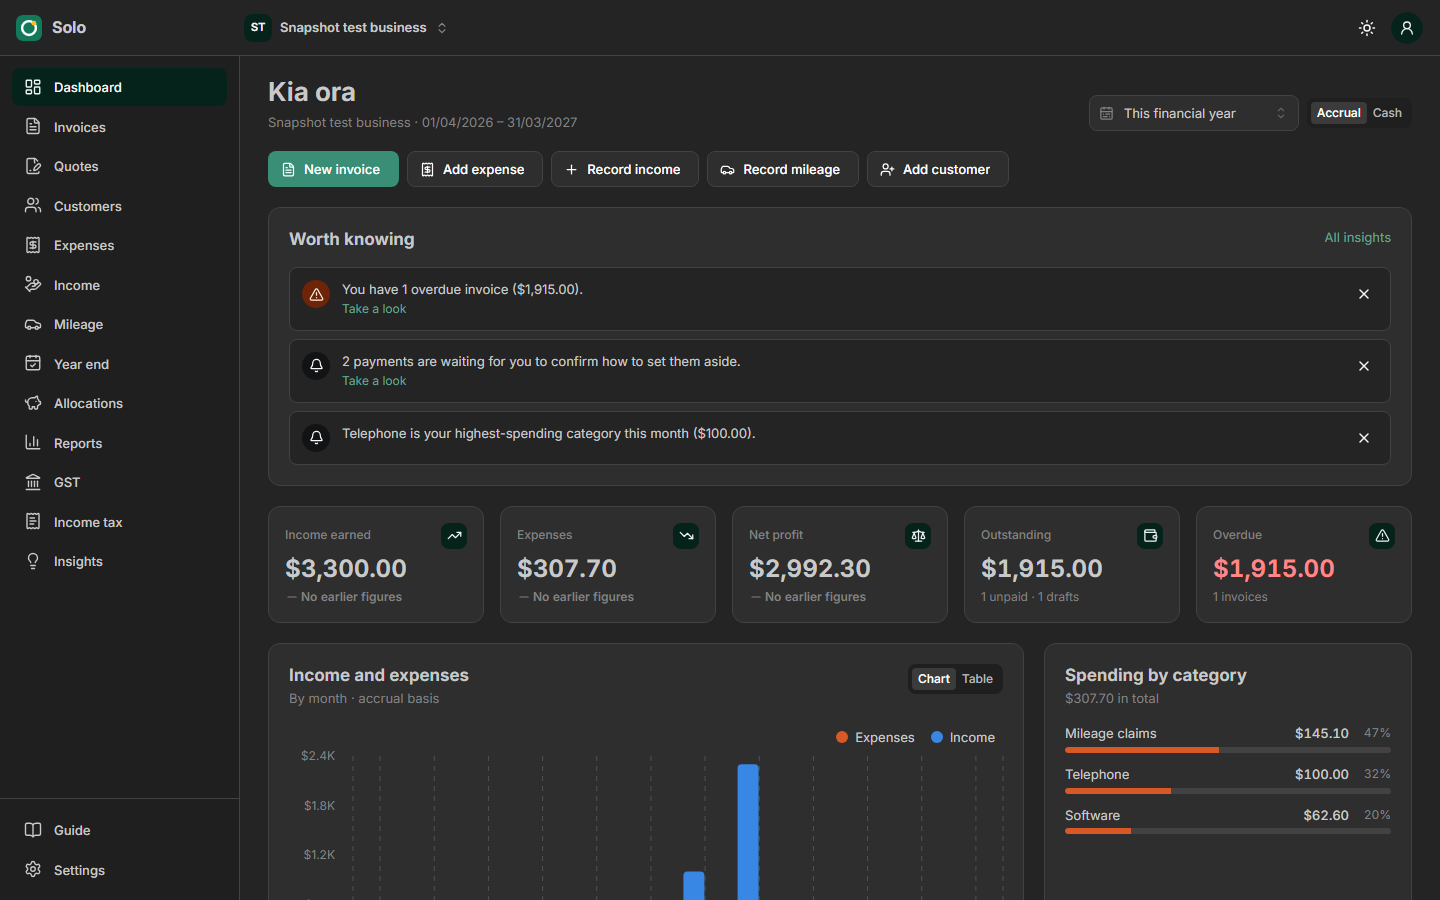 Solo
ST Snapshot test business
Dashboard
Invoices
Quotes
Customers
Expenses
Income
Mileage
Year end
Allocations
Reports
GST
Income tax
Insights
Guide
Settings
Kia ora
Snapshot test business · 01/04/2026 – 31/03/2027
This financial year
Accrual Cash
New invoice
Add expense
Record income
Record mileage
Add customer
Worth knowing
All insights
You have 1 overdue invoice ($1,915.00).
Take a look
2 payments are waiting for you to confirm how to set them aside.
Take a look
Telephone is your highest-spending category this month ($100.00).
Income earned
$3,300.00
— No earlier figures
Expenses
$307.70
— No earlier figures
Net profit
$2,992.30
— No earlier figures
Outstanding
$1,915.00
1 unpaid · 1 drafts
Overdue
$1,915.00
1 invoices
Income and expenses
By month · accrual basis
Chart Table
Expenses Income
$2.4K
$1.8K
$1.2K
Spending by category
$307.70 in total
Mileage claims $145.10 47%
Telephone $100.00 32%
Software $62.60 20%